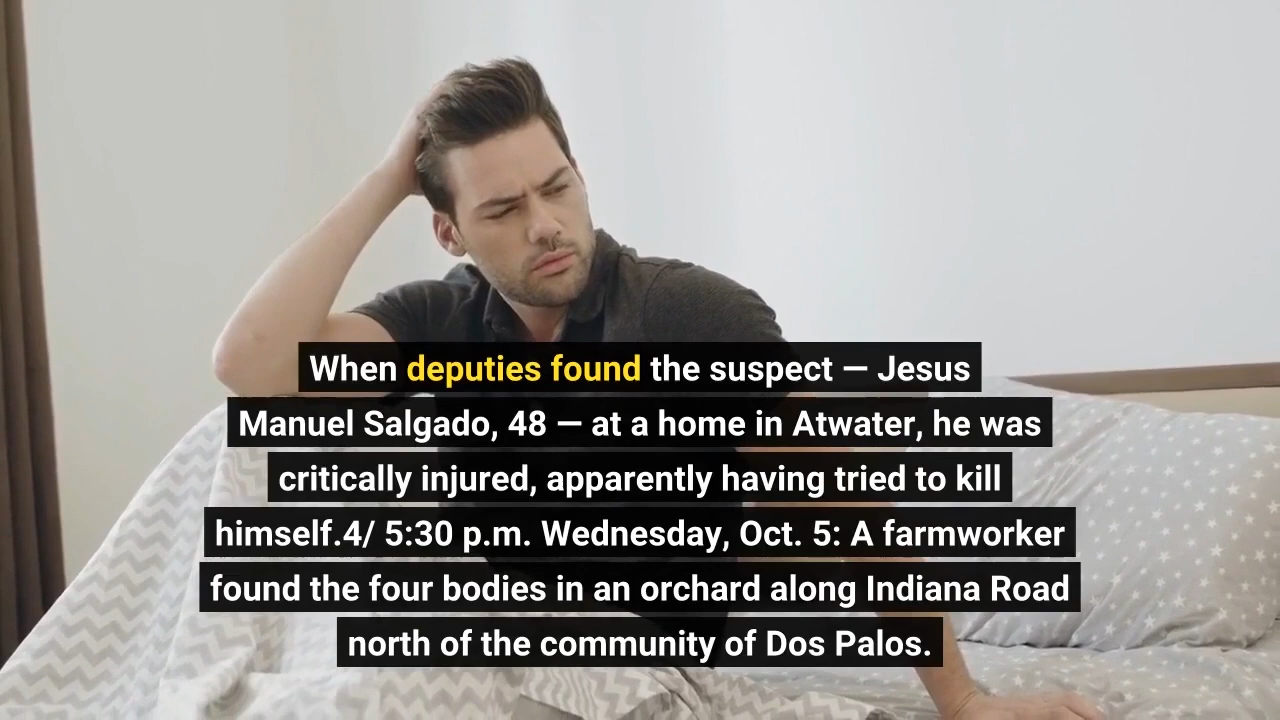 When deputies found the suspect — Jesus
Manuel Salgado, 48 — at a home in Atwater, he was
critically injured, apparently having tried to kill
himself.4/ 5:30 p.m. Wednesday, Oct. 5: A farmworker
found the four bodies in an orchard along Indiana Road
north of the community of Dos Palos.